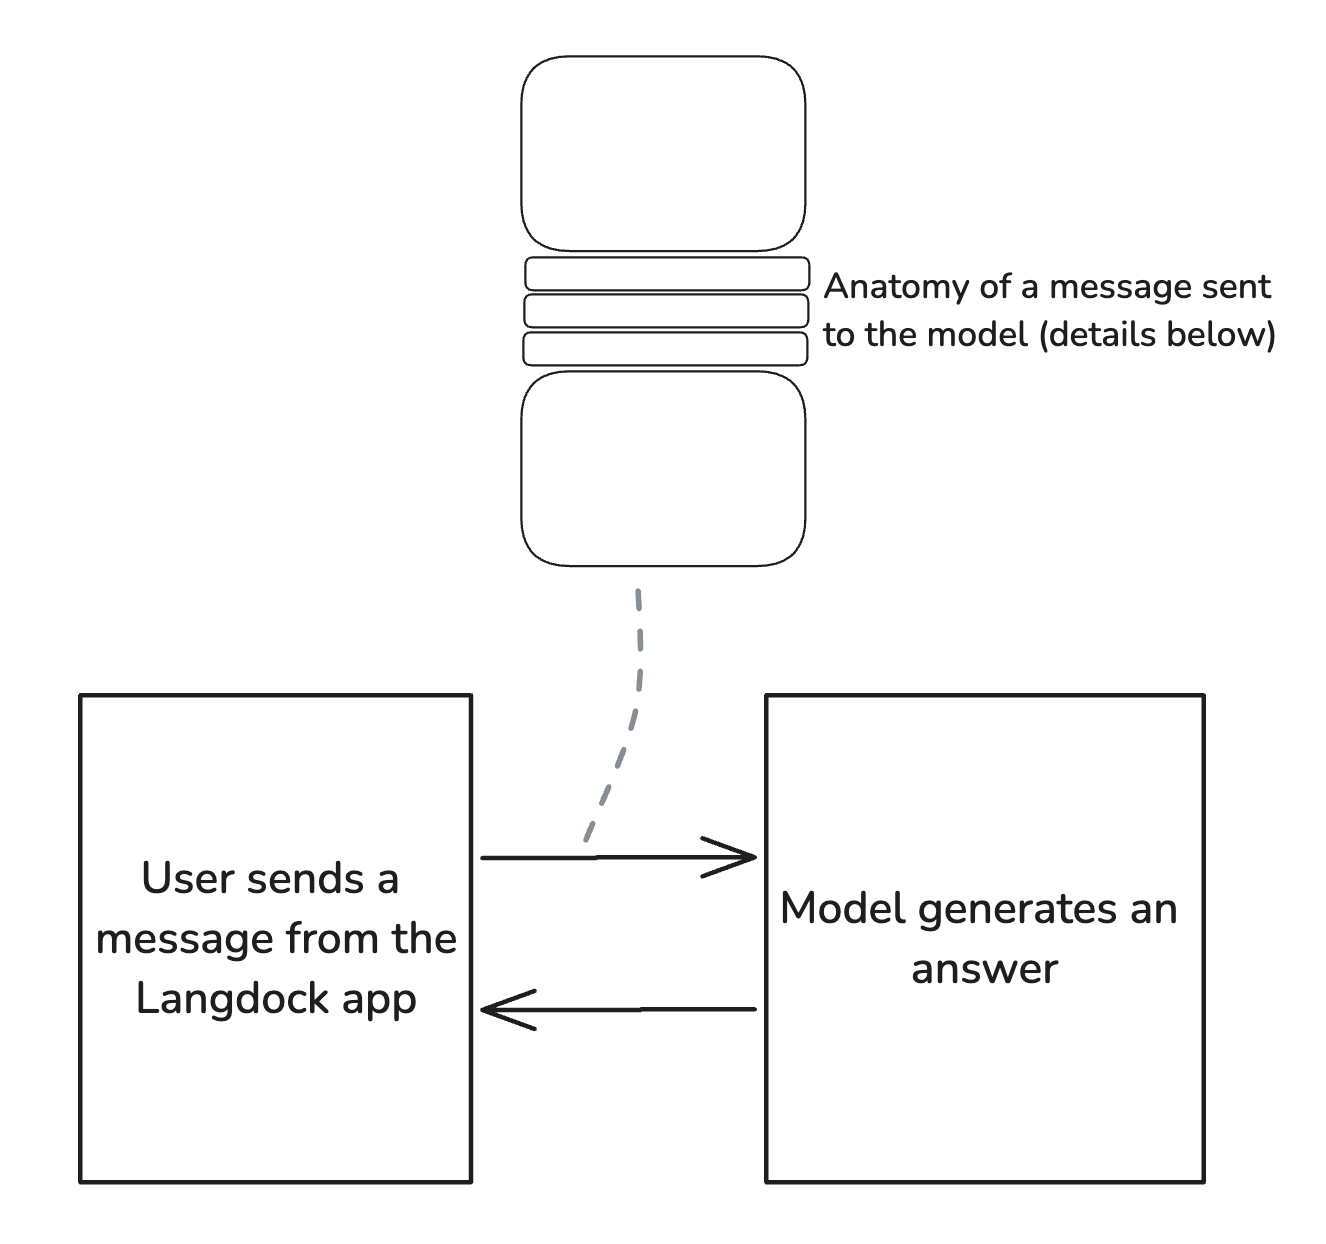 Anatomy of a message sent
to the model (details below)
User sends a
message from the
Langdock app
Model generates an
answer